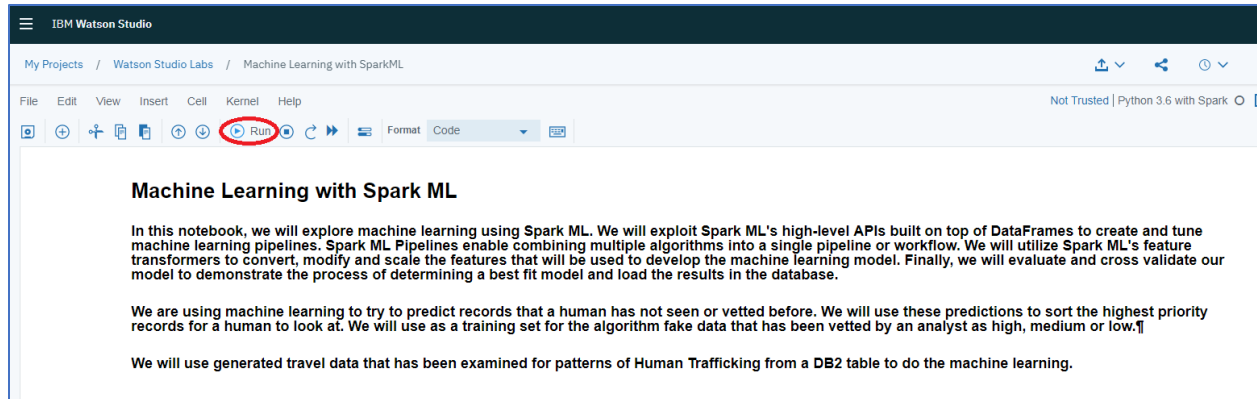 IBM Watson Studio
My Projects / Watson Studio Labs / Machine Learning with SparkML
File Edit View Insert Cell Kernel Help
Not Trusted | Python 3.6 with Spark
Run Format Code
Machine Learning with Spark ML
In this notebook, we will explore machine learning using Spark ML. We will exploit Spark ML's high-level APIs built on top of DataFrames to create and tune
machine learning pipelines. Spark ML Pipelines enable combining multiple algorithms into a single pipeline or workflow. We will utilize Spark ML's feature
transformers to convert, modify and scale the features that will be used to develop the machine learning model. Finally, we will evaluate and cross validate our
model to demonstrate the process of determining a best fit model and load the results in the database.
We are using machine learning to try to predict records that a human has not seen or vetted before. We will use these predictions to sort the highest priority
records for a human to look at. We will use as a training set for the algorithm fake data that has been vetted by an analyst as high, medium or low.¶
We will use generated travel data that has been examined for patterns of Human Trafficking from a DB2 table to do the machine learning.